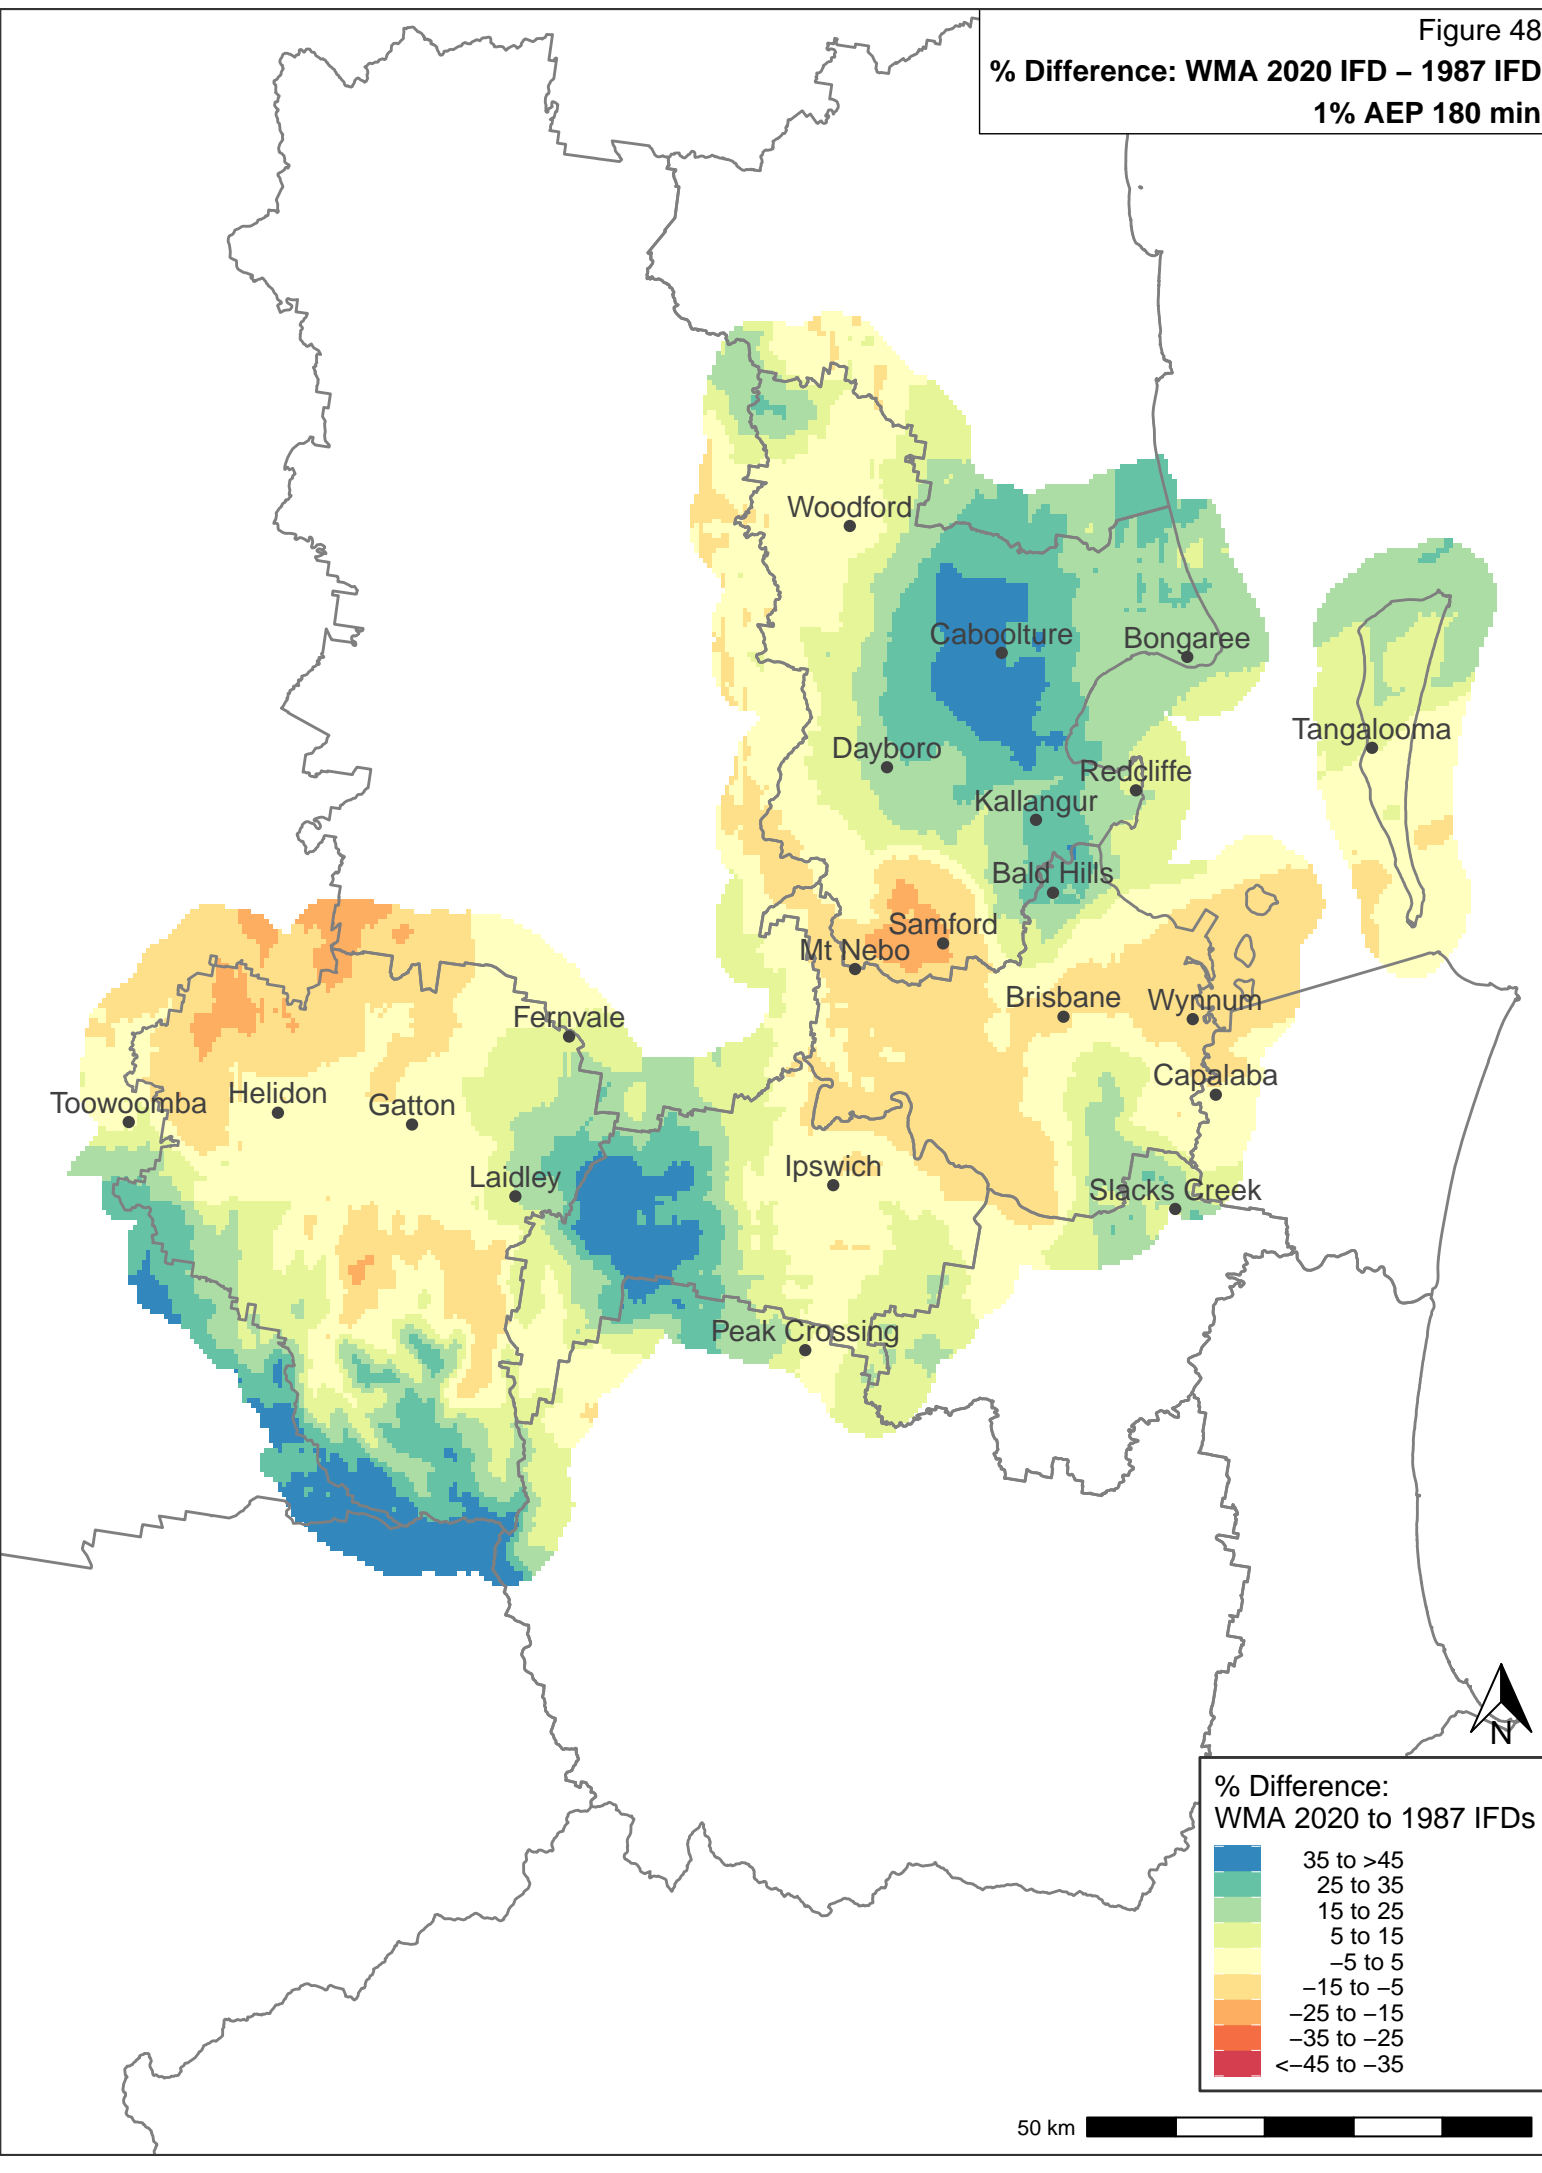 Figure 48
% Difference: WMA 2020 IFD – 1987 IFD
1% AEP 180 min
Woodford
Caboolture
Bongaree
Tangalooma
Dayboro
Redcliffe
Kallangur
Bald Hills
Samford
Mt Nebo
Brisbane
Wynnum
Fernvale
Capalaba
Toowoomba
Helidon
Gatton
Laidley
Ipswich
Slacks Creek
Peak Crossing
N
% Difference:
WMA 2020 to 1987 IFDs
35 to >45
25 to 35
15 to 25
5 to 15
−5 to 5
−15 to −5
−25 to −15
−35 to −25
<−45 to −35
50 km